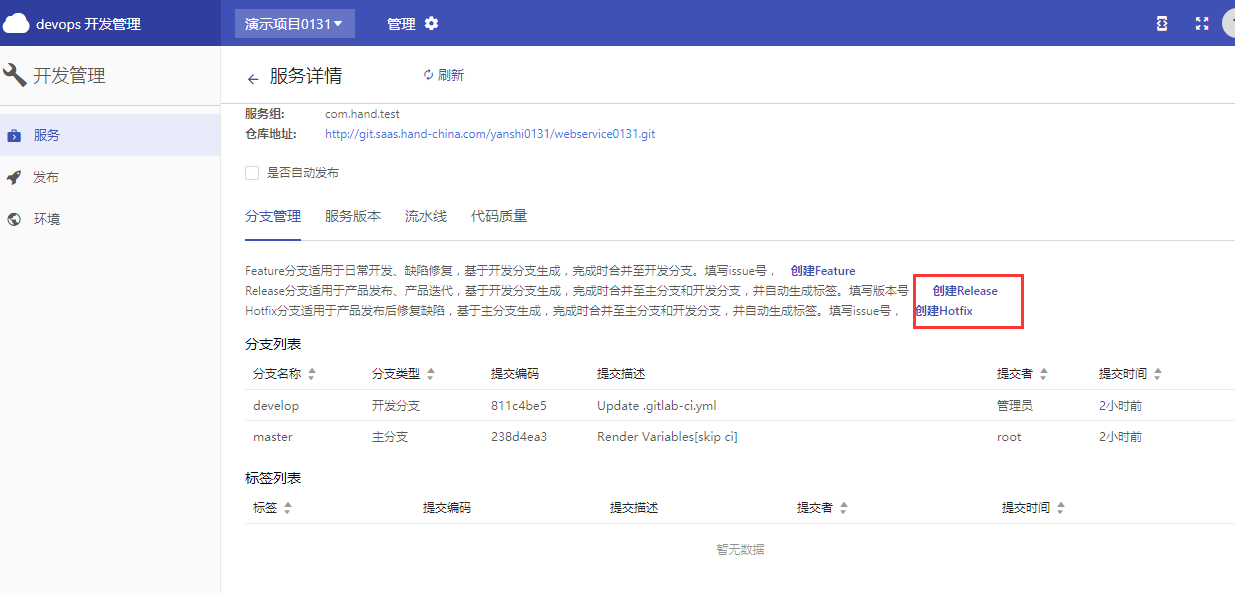 devops 开发管理
演示项目0131
管理
开发管理
服务详情
刷新
服务组:
com.hand.test
仓库地址:
http://git.saas.hand-china.com/yanshi0131/webservice0131.git
服务
发布
环境
是否自动发布
分支管理 服务版本 流水线 代码质量
Feature分支适用于日常开发、缺陷修复，基于开发分支生成，完成时合并至开发分支。填写issue号， 创建Feature
Release分支适用于产品发布、产品迭代，基于开发分支生成，完成时合并至主分支和开发分支，并自动生成标签。填写版本号 创建Release
Hotfix分支适用于产品发布后修复缺陷，基于主分支生成，完成时合并至主分支和开发分支，并自动生成标签。填写issue号， 创建Hotfix
分支列表
分支名称 分支类型 提交编码 提交描述 提交者 提交时间
develop 开发分支 811c4be5 Update .gitlab-ci.yml 管理员 2小时前
master 主分支 238d4ea3 Render Variables[skip ci] root 2小时前
标签列表
标签 提交编码 提交描述 提交者 提交时间
暂无数据